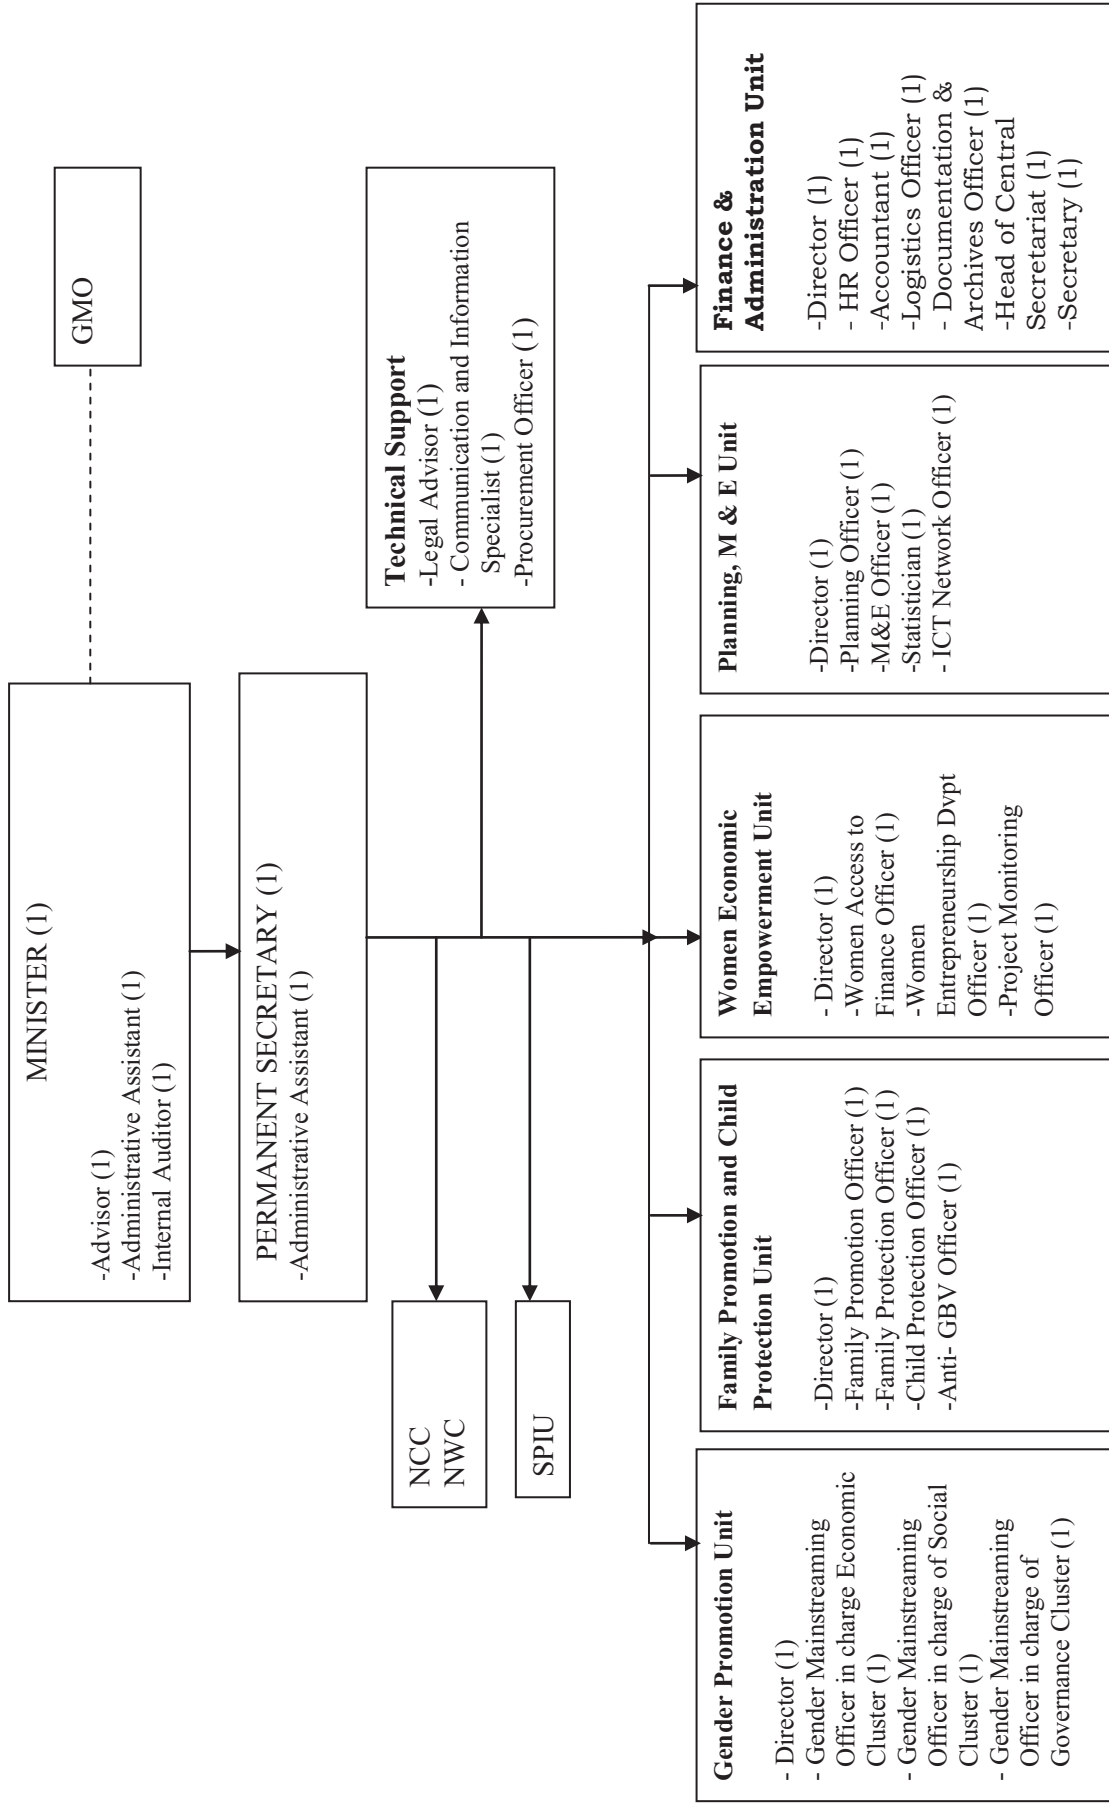 MINISTER (1)
-Advisor (1)
-Administrative Assistant (1)
-Internal Auditor (1)
GMO
PERMANENT SECRETARY (1)
-Administrative Assistant (1)
NCC
NWC
SPIU
Technical Support
-Legal Advisor (1)
- Communication and Information
Specialist (1)
-Procurement Officer (1)
Gender Promotion Unit
- Director (1)
- Gender Mainstreaming
Officer in charge Economic
Cluster (1)
- Gender Mainstreaming
Officer in charge of Social
Cluster (1)
- Gender Mainstreaming
Officer in charge of
Governance Cluster (1)
Family Promotion and Child
Protection Unit
-Director (1)
-Family Promotion Officer (1)
-Family Protection Officer (1)
-Child Protection Officer (1)
-Anti- GBV Officer (1)
Women Economic
Empowerment Unit
- Director (1)
-Women Access to
Finance Officer (1)
-Women
Entrepreneurship Dvpt
Officer (1)
-Project Monitoring
Officer (1)
Planning, M & E Unit
-Director (1)
-Planning Officer (1)
-M&E Officer (1)
-Statistician (1)
- ICT Network Officer (1)
Finance &
Administration Unit
-Director (1)
- HR Officer (1)
-Accountant (1)
-Logistics Officer (1)
- Documentation &
Archives Officer (1)
-Head of Central
Secretariat (1)
-Secretary (1)